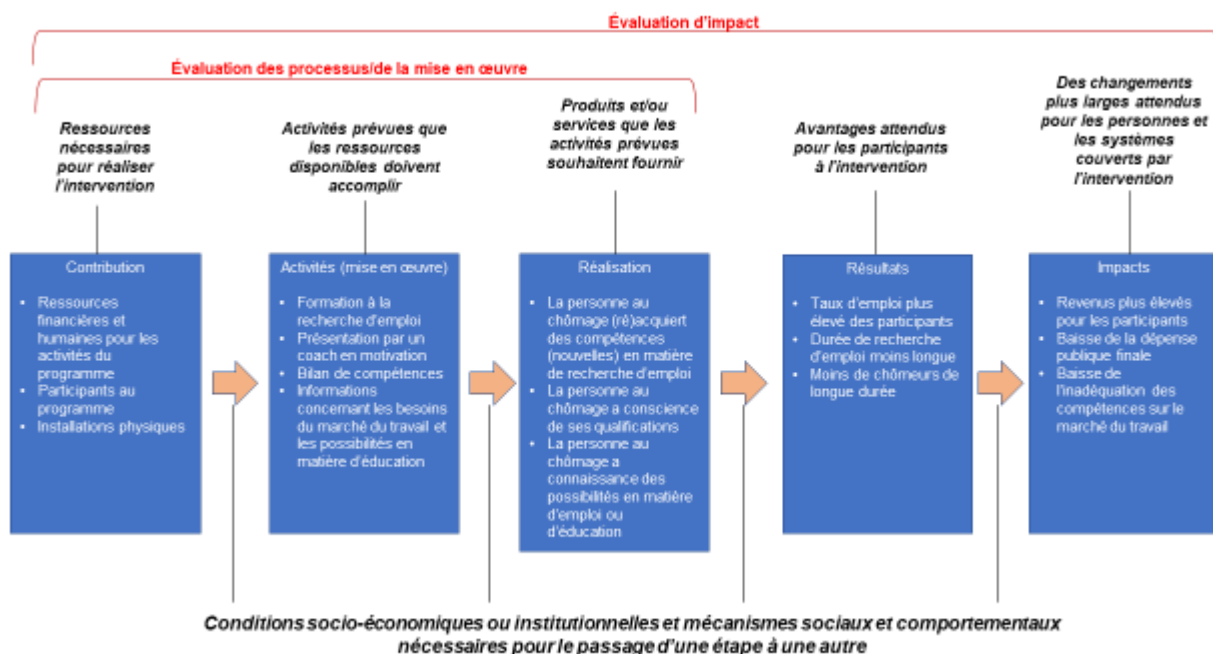 Évaluation d'impact
Évaluation des processus/de la mise en œuvre
Ressources
nécessaires
pour réaliser
l'intervention
Activités prévues que
les ressources
disponibles doivent
accomplir
Produits et/ou
services que les
activités prévues
souhaitent fournir
Avantages attendus
pour les participants
à l'intervention
Des changements
plus larges attendus
pour les personnes et
les systèmes
couverts par
l'intervention
Contribution
• Ressources
financières et
humaines pour les
activités du
programme
• Participants au
programme
• Installations physiques
Activités (mise en œuvre)
• Formation à la
recherche d'emploi
• Présentation par un
coach en motivation
• Bilan de compétences
• Informations
concernant les besoins
du marché du travail et
les possibilités en
matière d'éducation
Réalisation
• La personne au
chômage (ré)acquiert
des compétences
(nouvelles) en matière
de recherche d'emploi
• La personne au
chômage a conscience
de ses qualifications
• La personne au
chômage a
connaissance des
possibilités en matière
d'emploi ou
d'éducation
Résultats
• Taux d'emploi plus
élevé des participants
• Durée de recherche
d'emploi moins longue
• Moins de chômeurs de
longue durée
Impacts
• Revenus plus élevés
pour les participants
• Baisse de la dépense
publique finale
• Baisse de
l'inadéquation des
compétences sur le
marché du travail
Conditions socio-économiques ou institutionnelles et mécanismes sociaux et comportementaux
nécessaires pour le passage d'une étape à une autre